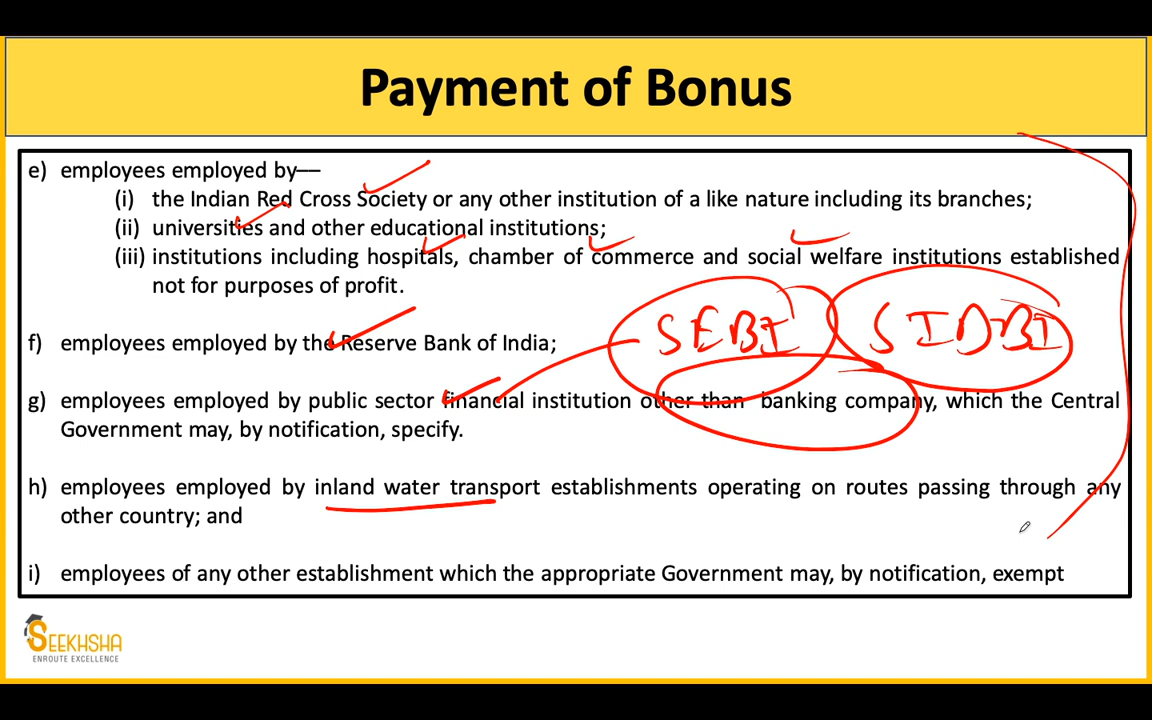 Payment of Bonus
e) employees employed by—
(i) the Indian Red Cross Society or any other institution of a like nature including its branches;
(ii) universities and other educational institutions;
(iii) institutions including hospitals, chamber of commerce and social welfare institutions established
not for purposes of profit.
SEBI SIDBI
f) employees employed by the Reserve Bank of India;
g) employees employed by public sector financial institution other than banking company, which the Central
Government may, by notification, specify.
h) employees employed by inland water transport establishments operating on routes passing through any
other country; and
i) employees of any other establishment which the appropriate Government may, by notification, exempt
SEEKHSHA
ENROUTE EXCELLENCE